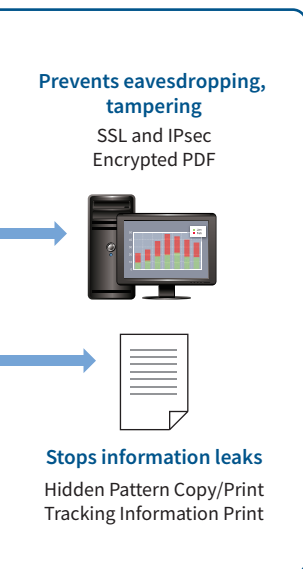 Prevents eavesdropping,
tampering
SSL and IPsec
Encrypted PDF
Stops information leaks
Hidden Pattern Copy/Print
Tracking Information Print